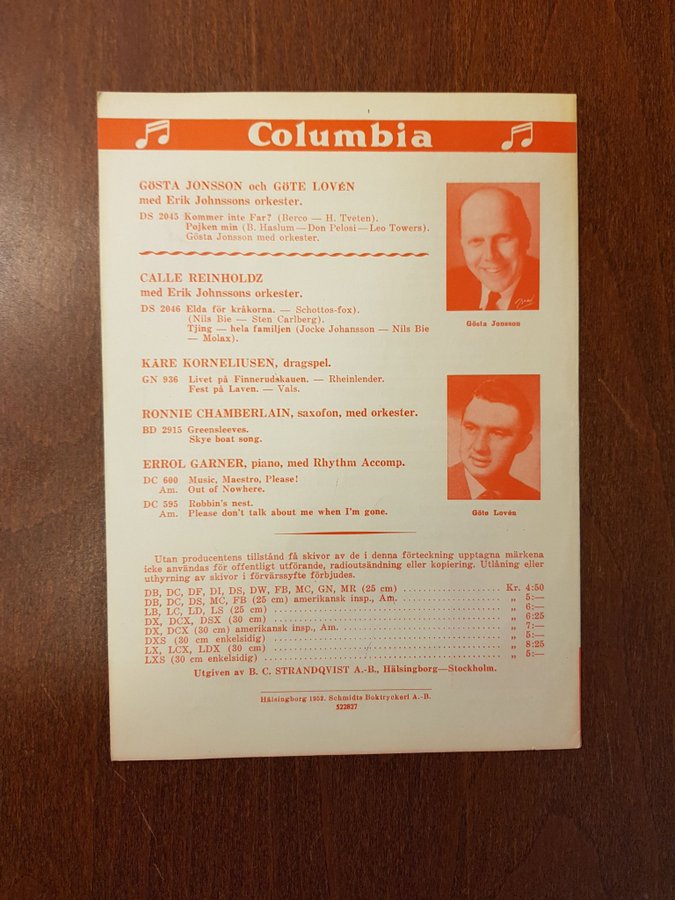 Columbia
GÖSTA JONSSON och GÖTE LOVÉN
med Erik Johnssons orkester.
DS 2045 Kommer inte Far? (Berco — H. Tveten).
Pojken min (B. Haslum — Don Pelosi — Leo Towers).
Gösta Jonsson med orkester.
Gösta Jonsson
CALLE REINHOLDZ
med Erik Johnssons orkester.
DS 2046 Elda för kråkorna. — Schottos-fox).
(Nils Bie — Sten Carlberg).
Tjing — hela familjen (Jocke Johansson — Nils Bie
— Molax).
KÅRE KORNELIUSEN, dragspel.
GN 936 Livet på Finnerudskauen. — Rheinlender.
Fest på Laven. — Vals.
RONNIE CHAMBERLAIN, saxofon, med orkester.
BD 2915 Greensleeves.
Skye boat song.
ERROL GARNER, piano, med Rhythm Accomp.
DC 600 Music, Maestro, Please!
Am. Out of Nowhere.
DC 595 Robbin's nest.
Am. Please don't talk about me when I'm gone.
Göte Lovén
Utan producentens tillstånd få skivor av de i denna förteckning upptagna märkena
icke användas för offentligt utförande, radioutsändning eller kopiering. Utlåning eller
uthyrning av skivor i förvärssyfte förbjudes.
DB, DC, DF, DI, DS, DW, FB, MC, GN, MR (25 cm) ........ Kr. 4:50
DB, DC, DS, MC, FB (25 cm) amerikansk insp., Am. ........ „ 5:—
LB, LC, LD, LS (25 cm) ........ „ 6:—
DX, DCX, DSX (30 cm) ........ „ 6:25
DX, DCX (30 cm) amerikansk insp., Am. ........ „ 7:—
DXS (30 cm enkelsidig) ........ „ 5:—
LX, LCX, LDX (30 cm) ........ „ 8:25
LXS (30 cm enkelsidig) ........ „ 5:—
Utgiven av B. C. STRANDQVIST A.-B., Hälsingborg—Stockholm.
Hälsingborg 1952. Schmidts Boktryckeri A.-B.
522827